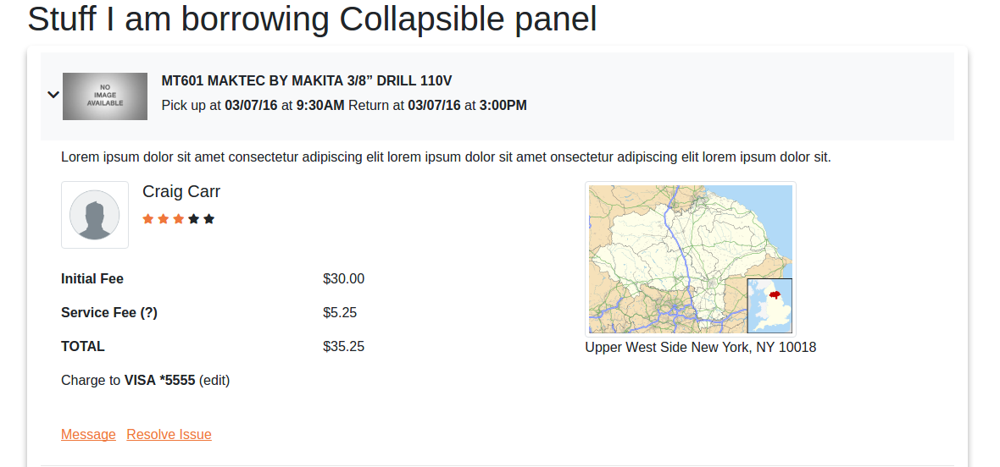 Stuff I am borrowing Collapsible panel
NO
IMAGE
AVAILABLE
MT601 MAKTEC BY MAKITA 3/8” DRILL 110V
Pick up at 03/07/16 at 9:30AM Return at 03/07/16 at 3:00PM
Lorem ipsum dolor sit amet consectetur adipiscing elit lorem ipsum dolor sit amet onsectetur adipiscing elit lorem ipsum dolor sit.
Craig Carr
Initial Fee $30.00
Service Fee (?) $5.25
TOTAL $35.25
Charge to VISA *5555 (edit)
Upper West Side New York, NY 10018
Message Resolve Issue